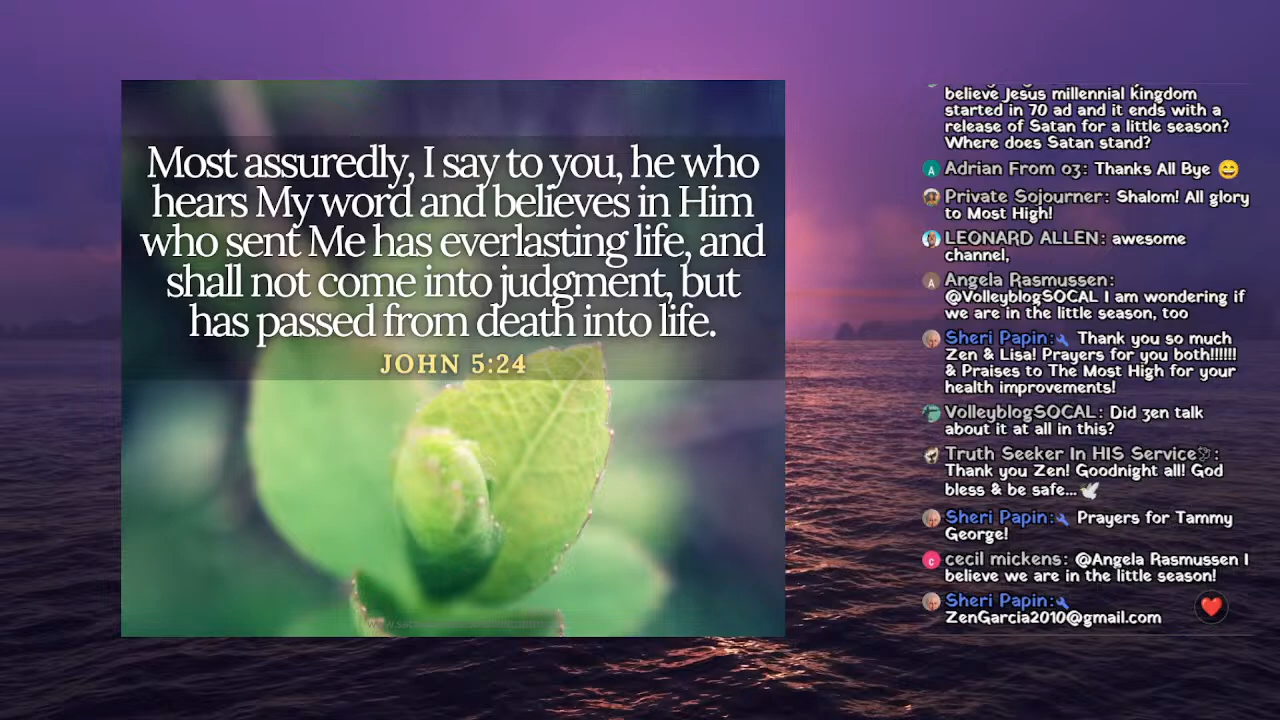 Most assuredly, I say to you, he who
hears My word and believes in Him
who sent Me has everlasting life, and
shall not come into judgment, but
has passed from death into life.
JOHN 5:24
believe Jesus millennial kingdom
started in 70 ad and it ends with a
release of Satan for a little season?
Where does Satan stand?
A Adrian From 03: Thanks All Bye 😄
Private Sojourner: Shalom! All glory
to Most High!
LEONARD ALLEN: awesome
channel,
A Angela Rasmussen:
@VolleyblogSOCAL I am wondering if
we are in the little season, too
Sheri Papin:🔧 Thank you so much
Zen & Lisa! Prayers for you both!!!!!!
& Praises to The Most High for your
health improvements!
VolleyblogSOCAL: Did zen talk
about it at all in this?
Truth Seeker In HIS Service🕊:
Thank you Zen! Goodnight all! God
bless & be safe... 🕊
Sheri Papin:🔧 Prayers for Tammy
George!
c cecil mickens: @Angela Rasmussen I
believe we are in the little season!
Sheri Papin:🔧
ZenGarcia2010@gmail.com